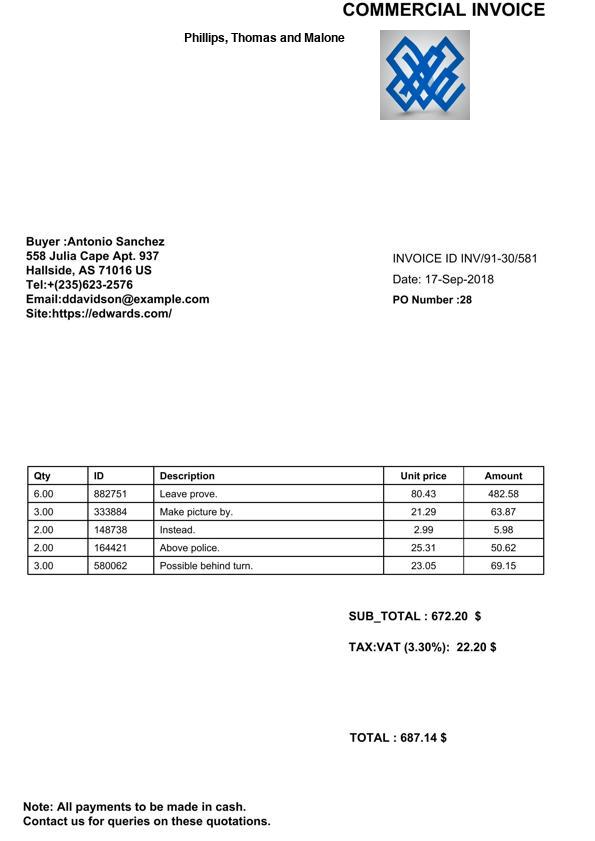 COMMERCIAL INVOICE
Phillips, Thomas and Malone
Buyer :Antonio Sanchez
558 Julia Cape Apt. 937
Hallside, AS 71016 US
Tel:+(235)623-2576
Email:ddavidson@example.com
Site:https://edwards.com/
INVOICE ID INV/91-30/581
Date: 17-Sep-2018
PO Number :28
Qty ID Description Unit price Amount
6.00 882751 Leave prove. 80.43 482.58
3.00 333884 Make picture by. 21.29 63.87
2.00 148738 Instead. 2.99 5.98
2.00 164421 Above police. 25.31 50.62
3.00 580062 Possible behind turn. 23.05 69.15
SUB_TOTAL : 672.20 $
TAX:VAT (3.30%): 22.20 $
TOTAL : 687.14 $
Note: All payments to be made in cash.
Contact us for queries on these quotations.